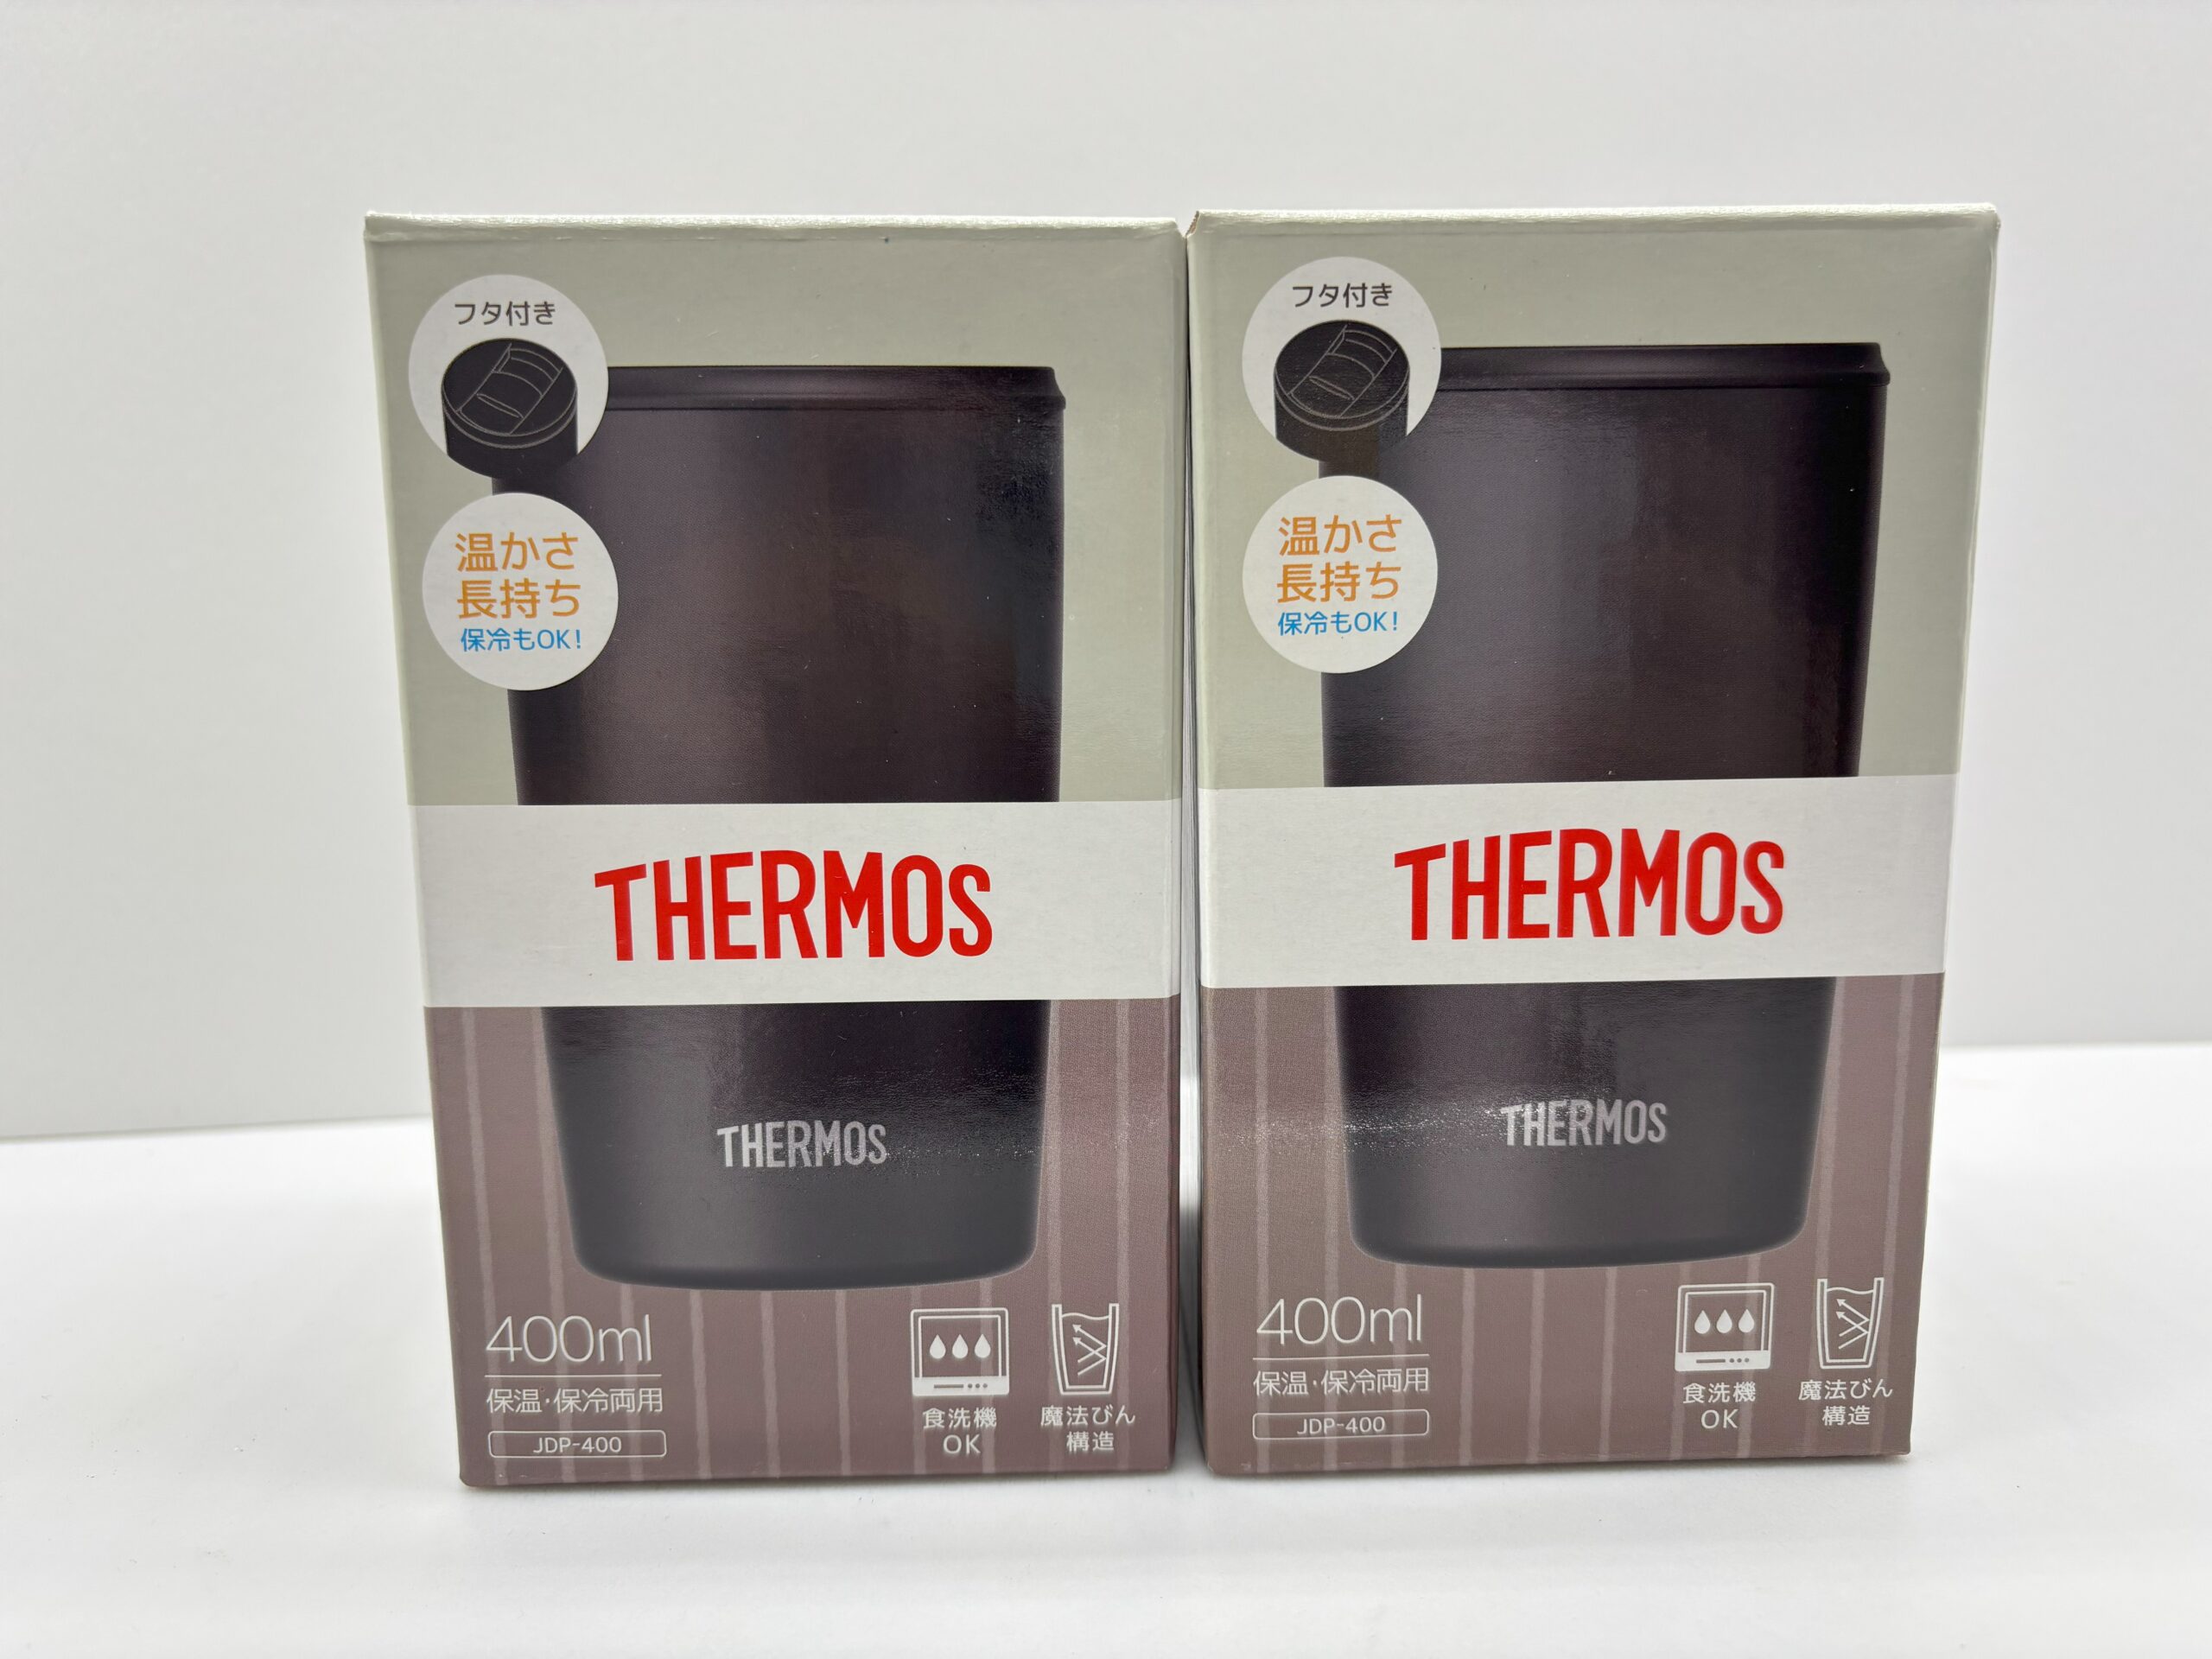 フタ付き
温かさ
長持ち
保冷もOK!
THERMOS
THERMOS
400ml
保温・保冷両用
JDP-400
食洗機
OK
魔法びん
構造
フタ付き
温かさ
長持ち
保冷もOK!
THERMOS
THERMOS
400ml
保温・保冷両用
JDP-400
食洗機
OK
魔法びん
構造